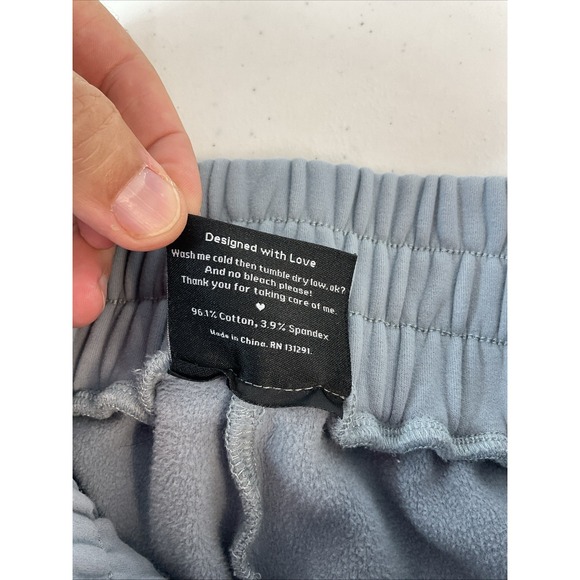 Designed with Love
Wash me cold then tumble dry low, ok?
And no bleach please!
Thank you for taking care of me.
96.1% Cotton, 3.9% Spandex
Made in China. RN 131291.